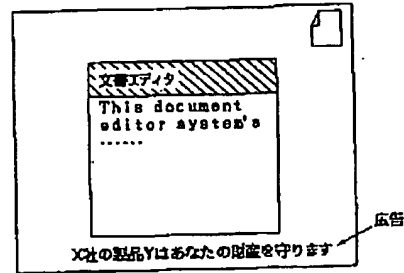 文書エディタ
This document
editor system's
......
X社の製品Yはあなたの財産を守ります
広告